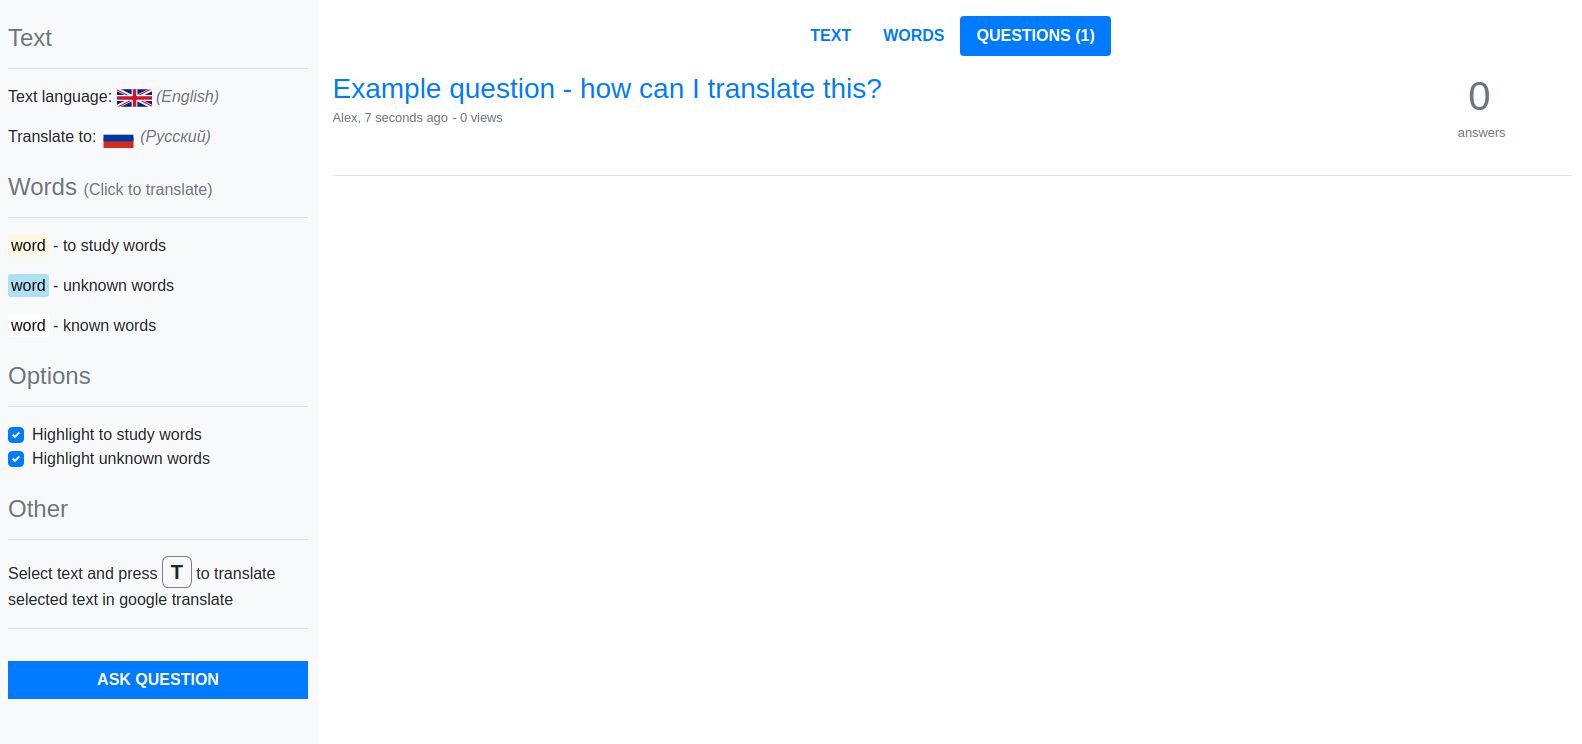 Text
Text language: (English)
Translate to: (Русский)
Words (Click to translate)
word - to study words
word - unknown words
word - known words
Options
Highlight to study words
Highlight unknown words
Other
Select text and press T to translate
selected text in google translate
ASK QUESTION
TEXT WORDS QUESTIONS (1)
Example question - how can I translate this?
Alex, 7 seconds ago - 0 views
0
answers